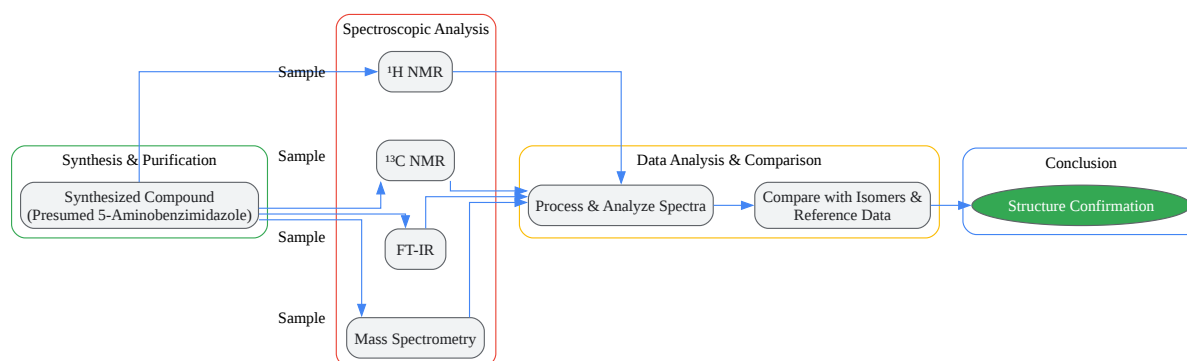 Spectroscopic Analysis
Sample
¹H NMR
Sample
¹³C NMR
Synthesis & Purification
Synthesized Compound
(Presumed 5-Aminobenzimidazole)
Sample
FT-IR
Sample
Mass Spectrometry
Data Analysis & Comparison
Process & Analyze Spectra
Compare with Isomers &
Reference Data
Conclusion
Structure Confirmation